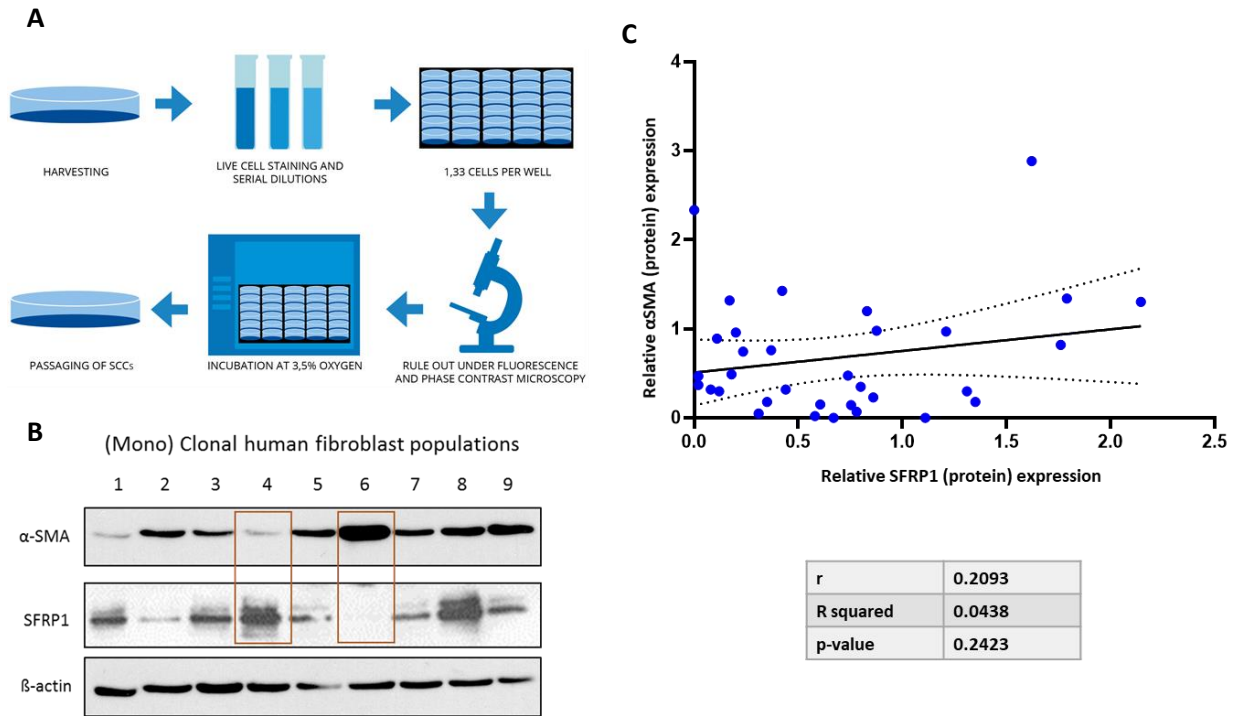 A
HARVESTING
LIVE CELL STAINING AND
SERIAL DILUTIONS
1,33 CELLS PER WELL
PASSAGING OF SCCs
INCUBATION AT 3,5% OXYGEN
RULE OUT UNDER FLUORESCENCE
AND PHASE CONTRAST MICROSCOPY
B
(Mono) Clonal human fibroblast populations
1 2 3 4 5 6 7 8 9
α-SMA
SFRP1
ß-actin
C
Relative αSMA (protein) expression
4
3
2
1
0
0.0 0.5 1.0 1.5 2.0 2.5
Relative SFRP1 (protein) expression
r 0.2093
R squared 0.0438
p-value 0.2423